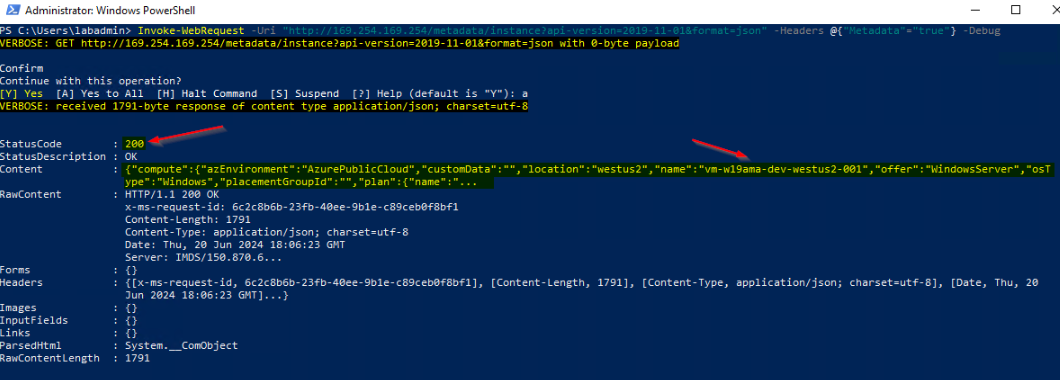 Administrator: Windows PowerShell
PS C:\Users\labadmin> Invoke-WebRequest -Uri "http://169.254.169.254/metadata/instance?api-version=2019-11-01&format=json" -Headers @{"Metadata"="true"} -Debug
VERBOSE: GET http://169.254.169.254/metadata/instance?api-version=2019-11-01&format=json with 0-byte payload
Confirm
Continue with this operation?
[Y] Yes  [A] Yes to All  [H] Halt Command  [S] Suspend  [?] Help (default is "Y"): a
VERBOSE: received 1791-byte response of content type application/json; charset=utf-8
StatusCode        : 200
StatusDescription : OK
Content           : {"compute":{"azEnvironment":"AzurePublicCloud","customData":"","location":"westus2","name":"vm-wl9ama-dev-westus2-001","offer":"WindowsServer","osT
                    ype":"Windows","placementGroupId":"","plan":{"name":"...
RawContent        : HTTP/1.1 200 OK
                    x-ms-request-id: 6c2c8b6b-23fb-40ee-9b1e-c89ceb0f8bf1
                    Content-Length: 1791
                    Content-Type: application/json; charset=utf-8
                    Date: Thu, 20 Jun 2024 18:06:23 GMT
                    Server: IMDS/150.870.6...
Forms             : {}
Headers           : {[x-ms-request-id, 6c2c8b6b-23fb-40ee-9b1e-c89ceb0f8bf1], [Content-Length, 1791], [Content-Type, application/json; charset=utf-8], [Date, Thu, 20
                    Jun 2024 18:06:23 GMT]...}
Images            : {}
InputFields       : {}
Links             : {}
ParsedHtml        : System.__ComObject
RawContentLength  : 1791